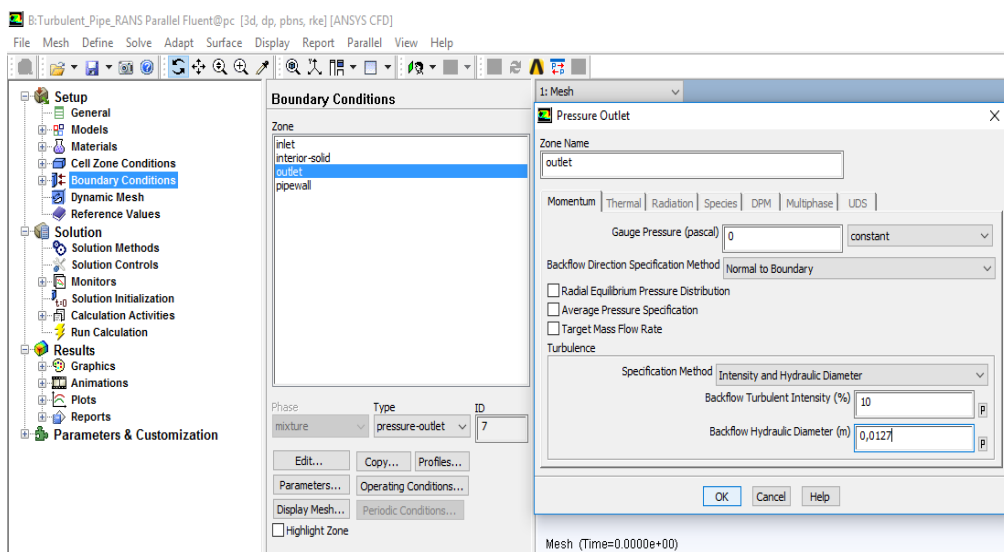 B:Turbulent_Pipe_RANS Parallel Fluent@pc [3d, dp, pbns, rke] [ANSYS CFD]
File Mesh Define Solve Adapt Surface Display Report Parallel View Help
Setup
General
Models
Materials
Cell Zone Conditions
Boundary Conditions
Dynamic Mesh
Reference Values
Solution
Solution Methods
Solution Controls
Monitors
Solution Initialization
Calculation Activities
Run Calculation
Results
Graphics
Animations
Plots
Reports
Parameters & Customization
Boundary Conditions
Zone
inlet
interior-solid
outlet
pipewall
Phase Type ID
mixture pressure-outlet 7
Edit... Copy... Profiles...
Parameters... Operating Conditions...
Display Mesh... Periodic Conditions...
Highlight Zone
1: Mesh
Pressure Outlet
Zone Name
outlet
Momentum Thermal Radiation Species DPM Multiphase UDS
Gauge Pressure (pascal) 0 constant
Backflow Direction Specification Method Normal to Boundary
Radial Equilibrium Pressure Distribution
Average Pressure Specification
Target Mass Flow Rate
Turbulence
Specification Method Intensity and Hydraulic Diameter
Backflow Turbulent Intensity (%) 10 P
Backflow Hydraulic Diameter (m) 0,0127 P
OK Cancel Help
Mesh (Time=0.0000e+00)